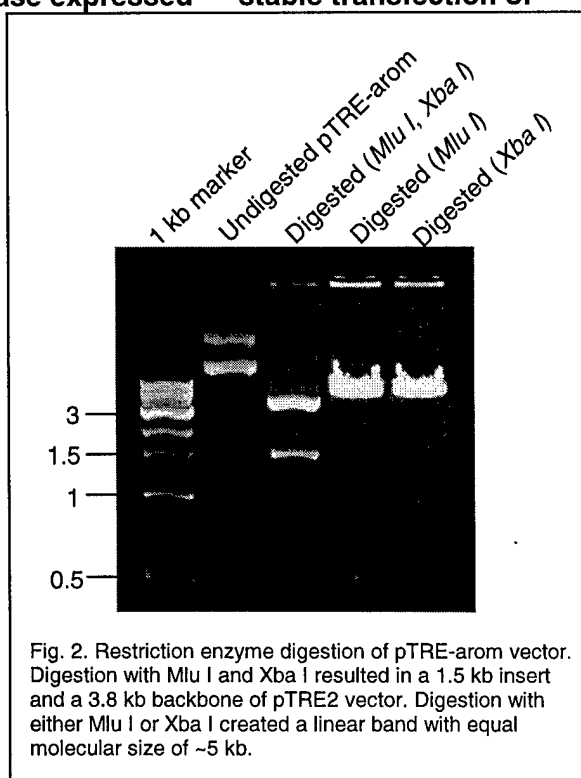 ase expressed stable transfection of
1 kb marker
Undigested pTRE-arom
Digested (Mlu I, Xba I)
Digested (Mlu I)
Digested (Xba I)
3
1.5
1
0.5
Fig. 2. Restriction enzyme digestion of pTRE-arom vector.
Digestion with Mlu I and Xba I resulted in a 1.5 kb insert
and a 3.8 kb backbone of pTRE2 vector. Digestion with
either Mlu I or Xba I created a linear band with equal
molecular size of ~5 kb.